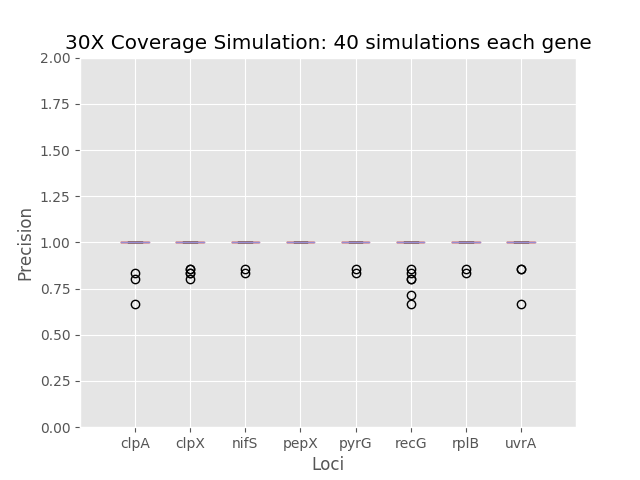 30X Coverage Simulation: 40 simulations each gene
2.00
1.75
1.50
1.25
1.00
0.75
0.50
0.25
0.00
Precision
clpA clpX nifS pepX pyrG recG rplB uvrA
Loci